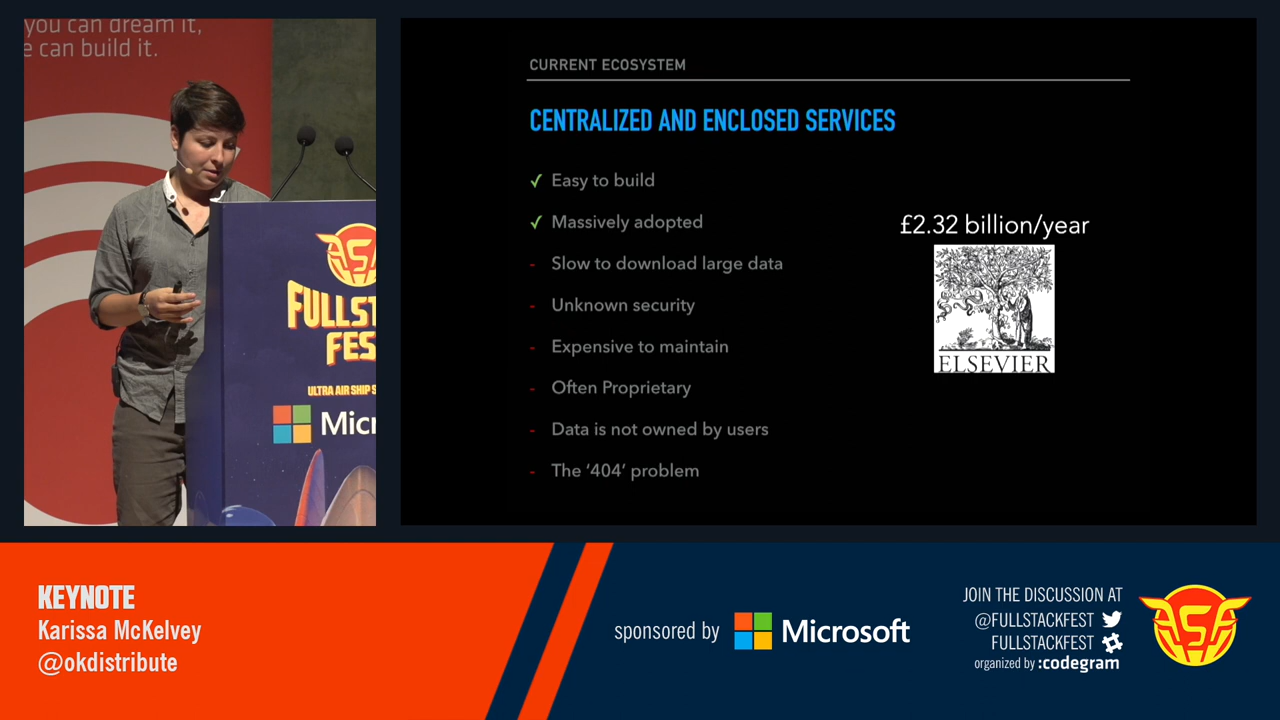 you can dream it,
e can build it.
FULLST
FES
ULTRA AIR SHIP S
Micr
CURRENT ECOSYSTEM
CENTRALIZED AND ENCLOSED SERVICES
✓ Easy to build
✓ Massively adopted
- Slow to download large data
- Unknown security
- Expensive to maintain
- Often Proprietary
- Data is not owned by users
- The ‘404’ problem
£2.32 billion/year
ELSEVIER
KEYNOTE
Karissa McKelvey
@okdistribute
sponsored by Microsoft
JOIN THE DISCUSSION AT
@FULLSTACKFEST
FULLSTACKFEST
organized by :codegram